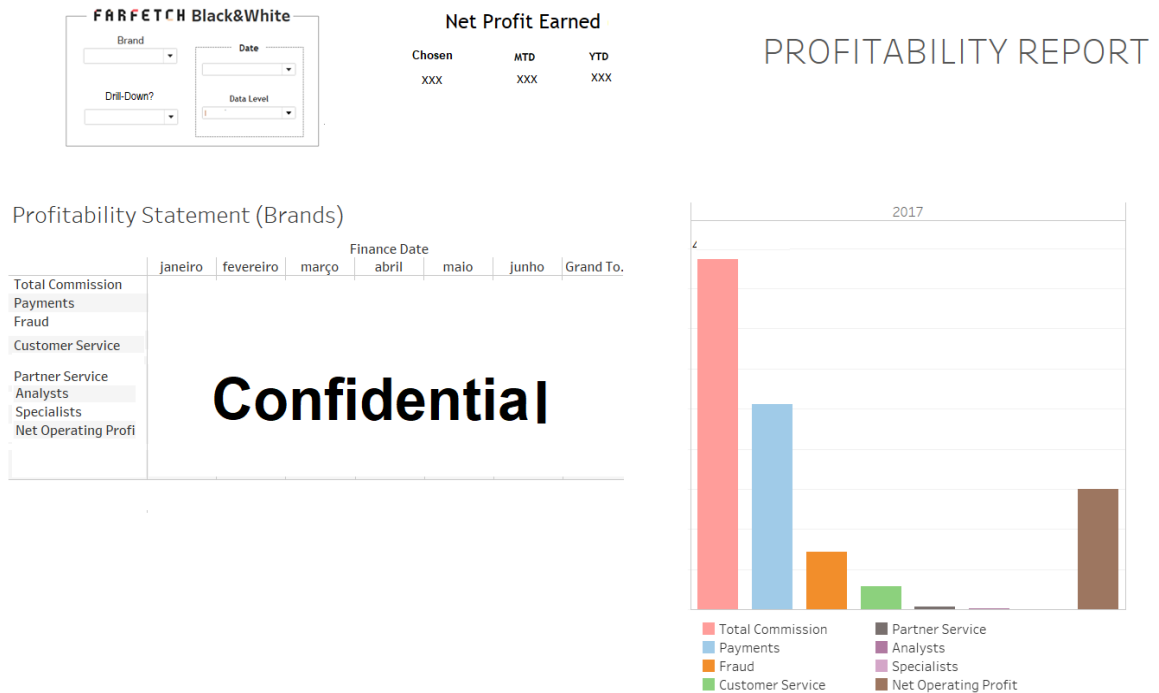 FARFETCH Black&White
Brand
Date
Drill-Down?
Data Level
Net Profit Earned
Chosen MTD YTD
XXX XXX XXX
PROFITABILITY REPORT
Profitability Statement (Brands)
Finance Date
janeiro fevereiro março abril maio junho Grand To.
Total Commission
Payments
Fraud
Customer Service
Partner Service
Analysts
Specialists
Net Operating Profi
Confidential
2017
Total Commission
Payments
Fraud
Customer Service
Partner Service
Analysts
Specialists
Net Operating Profit